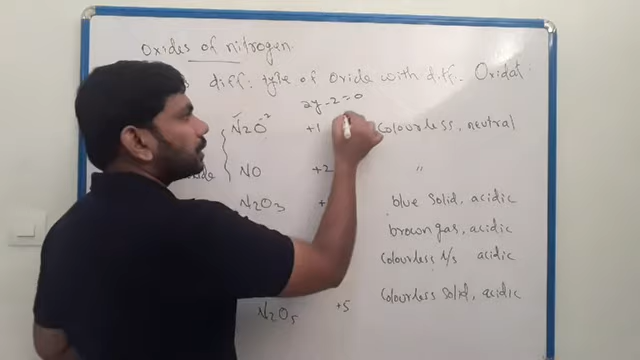 Oxides of nitrogen.
diff. type of Oxide with diff. Oxidat.
2y-2=0
N2O -2 +1 Colourless, neutral
NO +2 "
N2O3 + blue solid, acidic
brown gas, acidic
Colourless l/s acidic
N2O5 +5 Colourless solid, acidic